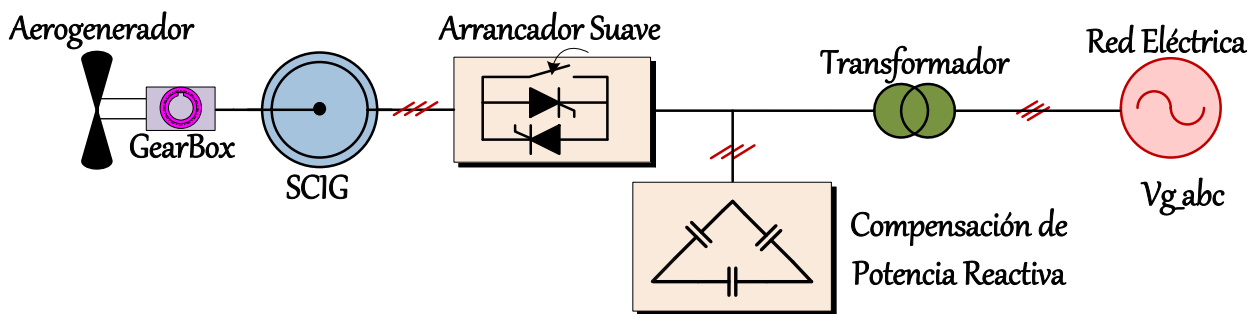 Aerogenerador
GearBox
SCIG
Arrancador Suave
Transformador
Red Eléctrica
Vg_abc
Compensación de
Potencia Reactiva